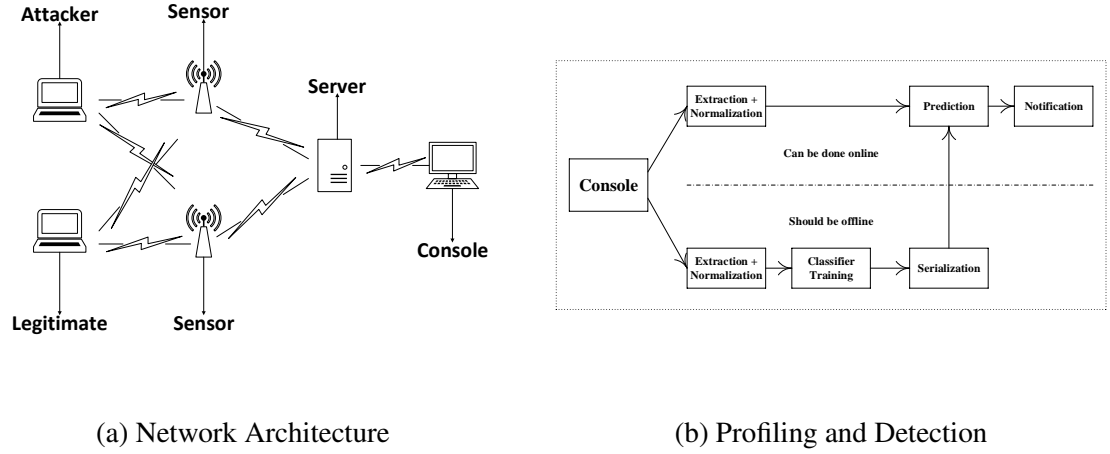 Attacker
Sensor
Server
Console
Legitimate
Sensor
(a) Network Architecture
Extraction +
Normalization
Prediction
Notification
Can be done online
Console
Should be offline
Extraction +
Normalization
Classifier
Training
Serialization
(b) Profiling and Detection